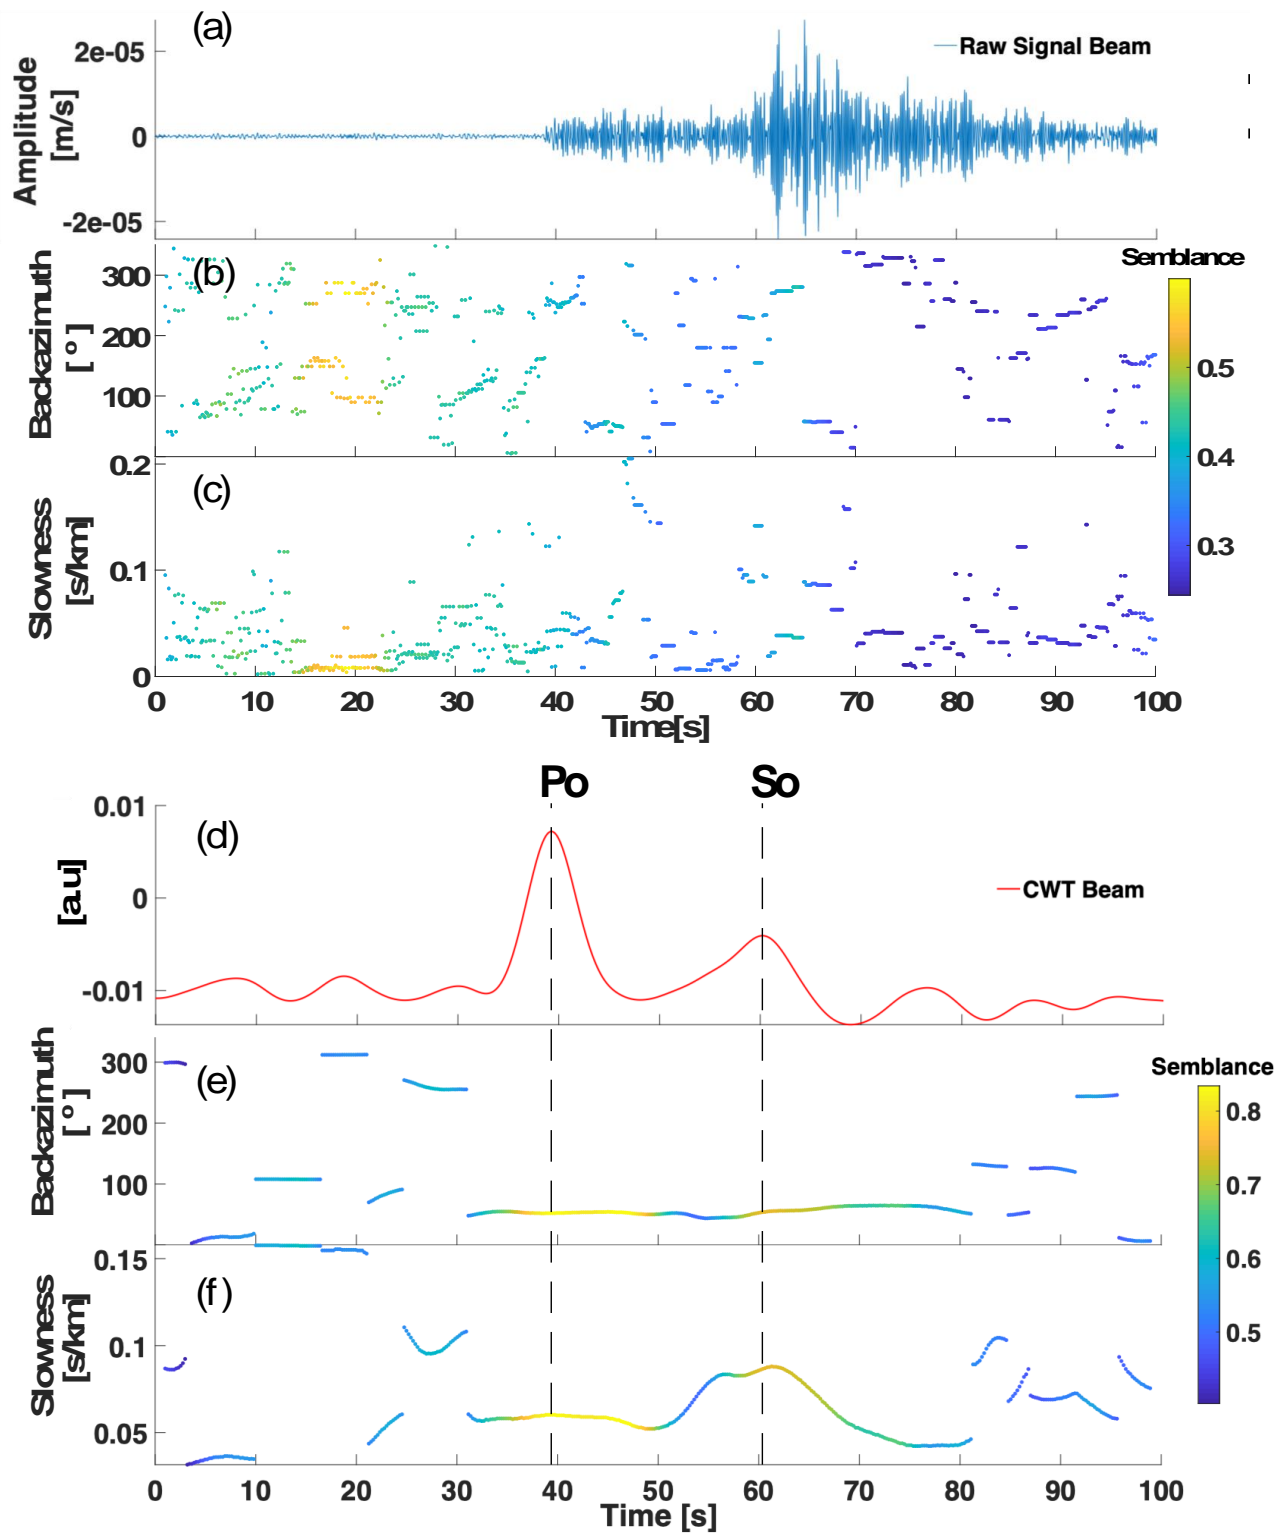 (a)
2e-05
0
-2e-05
Amplitude
[m/s]
Raw Signal Beam
(b)
300
200
100
Backazimuth
[ º ]
Semblance
0.5
0.4
0.3
(c)
0.2
0.1
0
Slowness
[s/km]
0 10 20 30 40 50 60 70 80 90 100
Time[s]
Po So
(d)
0.01
0
-0.01
[a.u]
CWT Beam
(e)
300
200
100
Backazimuth
[ º ]
Semblance
0.8
0.7
0.6
0.5
(f)
0.15
0.1
0.05
Slowness
[s/km]
0 10 20 30 40 50 60 70 80 90 100
Time [s]